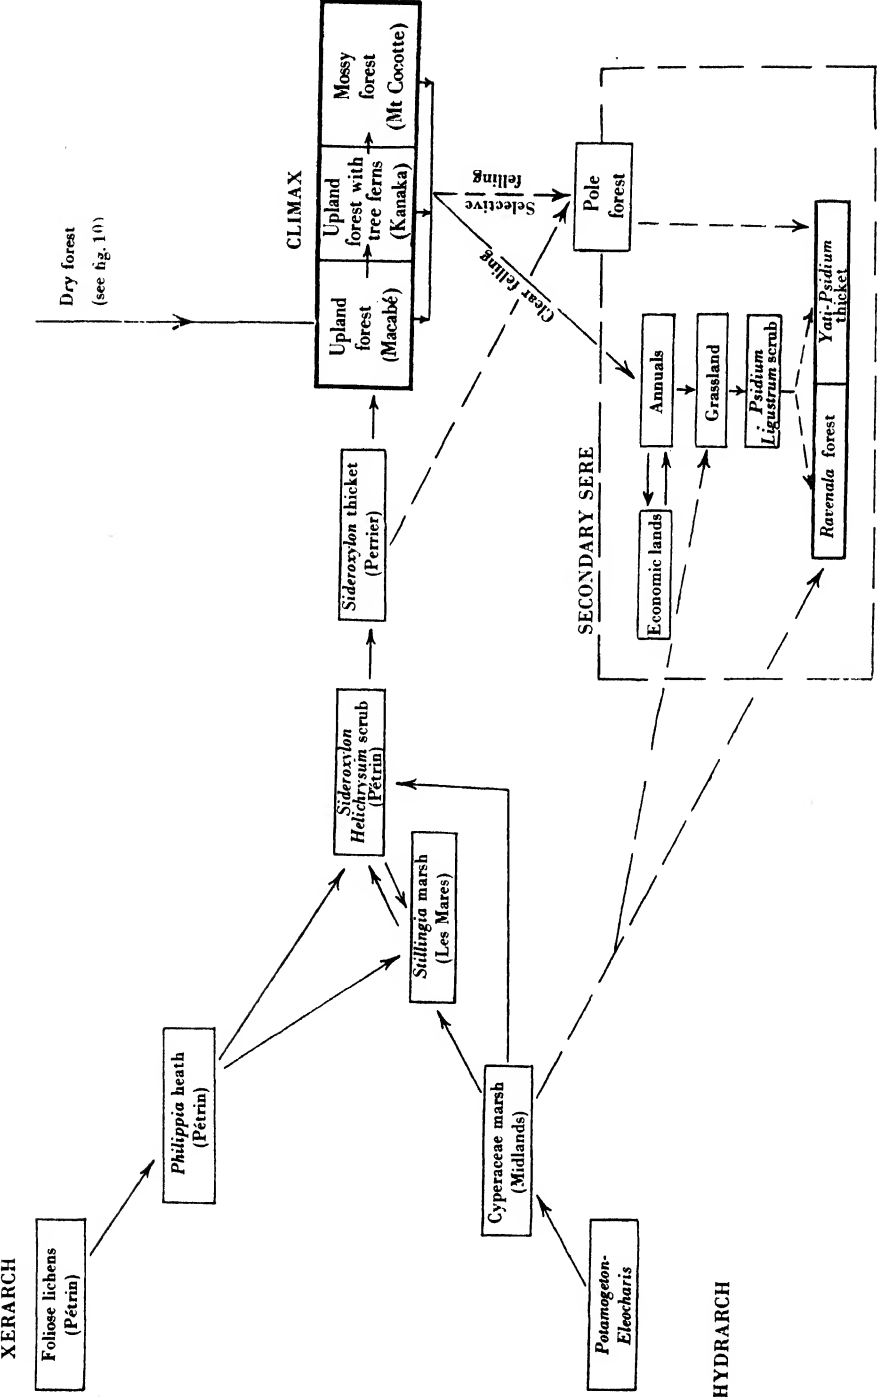 XERARCH
Foliose lichens
(Pétrin)
Philippia heath
(Pétrin)
Sideroxylon
Helichrysum scrub
(Pétrin)
Stillingia marsh
(Les Mares)
Cyperaceae marsh
(Midlands)
Potamogeton-
Eleocharis
HYDRARCH
Sideroxylon thicket
(Perrier)
Dry forest
(see fig. 10)
CLIMAX
Upland
forest
(Macabé)
Upland
forest with
tree ferns
(Kanaka)
Mossy
forest
(Mt Cocotte)
Selective
felling
Clear felling
SECONDARY SERE
Pole
forest
Economic lands
Annuals
Grassland
Psidium
Ligustrum scrub
Ravenala forest
Yati-Psidium
thicket